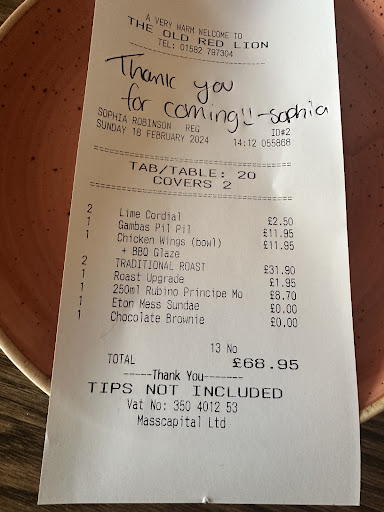 A VERY HARM WELCOME TO
THE OLD RED LION
TEL: 01582 797304
Thank you
for coming!! -sophia
SOPHIA ROBINSON REG ID#2
SUNDAY 18 FEBRUARY 2024 14:12 055868
TAB/TABLE: 20
COVERS 2
2 Lime Cordial £2.50
1 Gambas Pil Pil £11.95
1 Chicken Wings (bowl) £11.95
+ BBQ Glaze
2 TRADITIONAL ROAST £31.90
1 Roast Upgrade £1.95
1 250ml Rubino Principe Mo £8.70
1 Eton Mess Sundae £0.00
1 Chocolate Brownie £0.00
13 No
TOTAL £68.95
-----Thank You-------
TIPS NOT INCLUDED
Vat No: 350 4012 53
Masscapital Ltd